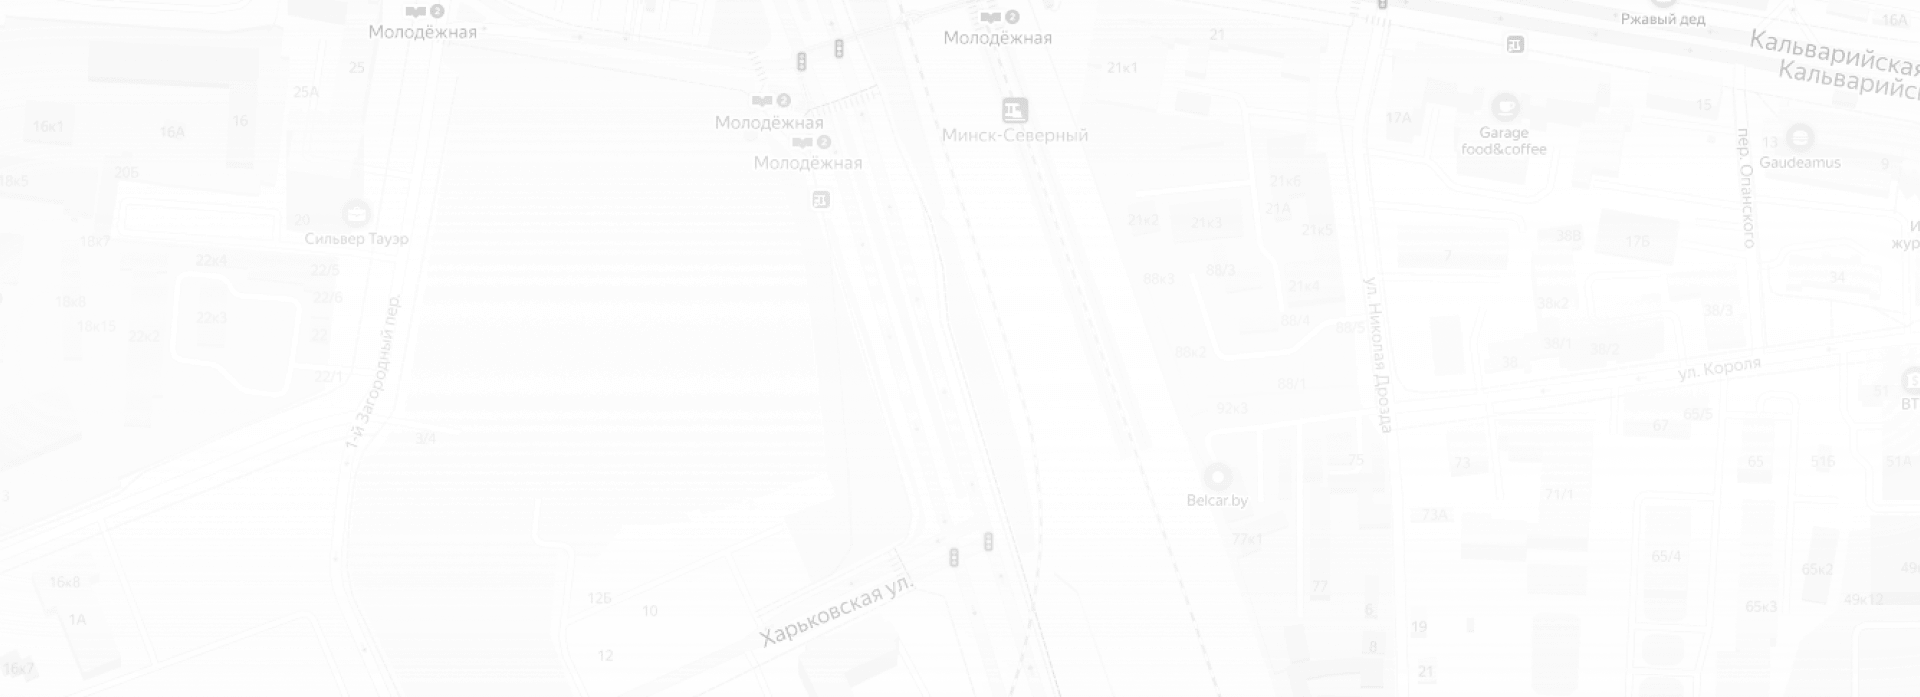 Молодёжная
Молодёжная
Ржавый дед
16А
21
Кальварийская
25
21к1
25А
16к1
16А
16
Молодёжная
Минск-Северный
17А
15
Garage
food&coffee
13
Gaudeamus
9
Молодёжная
20Б
18к5
21к6
21А
20
21к2
21к3
21к5
пер. Опанского
Сильвер Тауэр
18к7
38В
17Б
7
22к4
22/5
88/3
88к3
21к4
34
22/6
18к8
38к2
38/3
22к3
18к15
22к2
22
88/4
88/5
88к2
38/1
38/2
38
ул. Николая Дрозда
ул. Короля
1-й Загородный пер.
22/1
88/1
51
92к3
65/5
67
3/4
75
73
65
51Б
51А
3
Belcar.by
71/1
73А
77к1
65/4
65к2
16к8
77
Харьковская ул.
12Б
10
6
65к3
49к12
1А
19
8
12
16к7
21